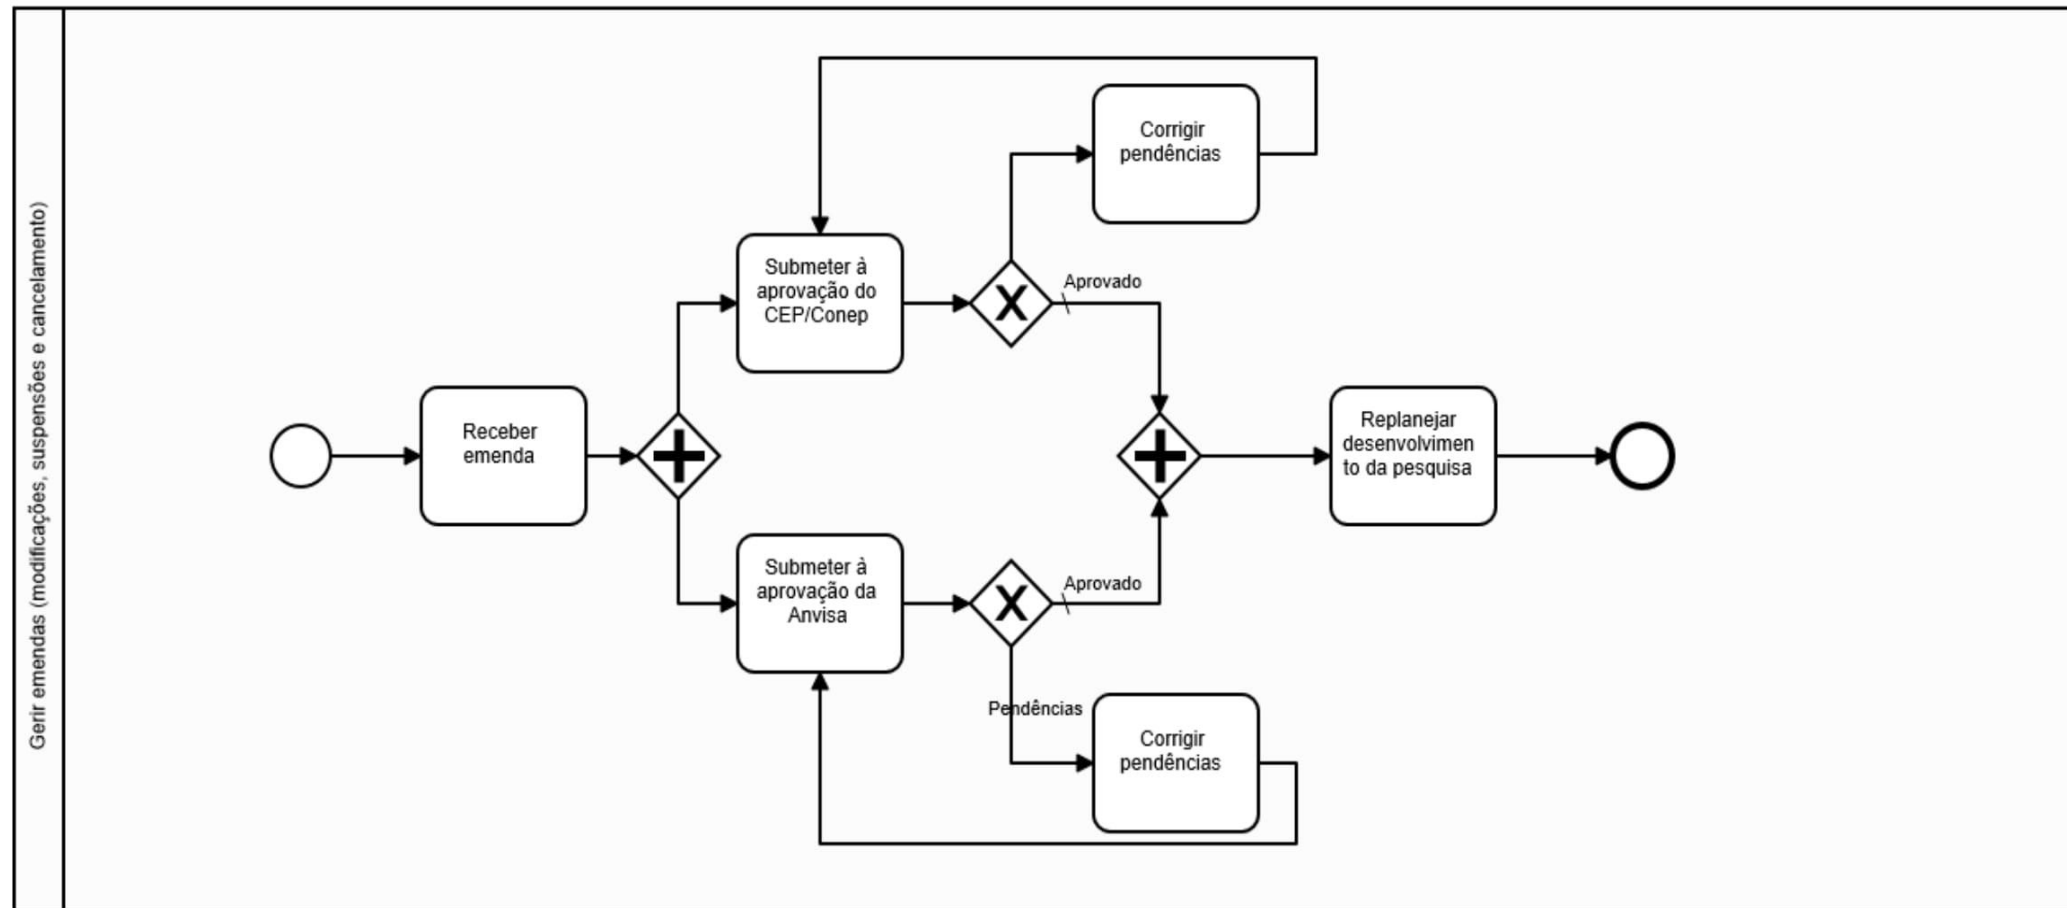 Gerir emendas (modificações, suspensões e cancelamento)
Receber
emenda
Submeter à
aprovação do
CEP/Conep
Corrigir
pendências
Aprovado
Submeter à
aprovação da
Anvisa
Aprovado
Pendências
Corrigir
pendências
Replanejar
desenvolvimen
to da pesquisa